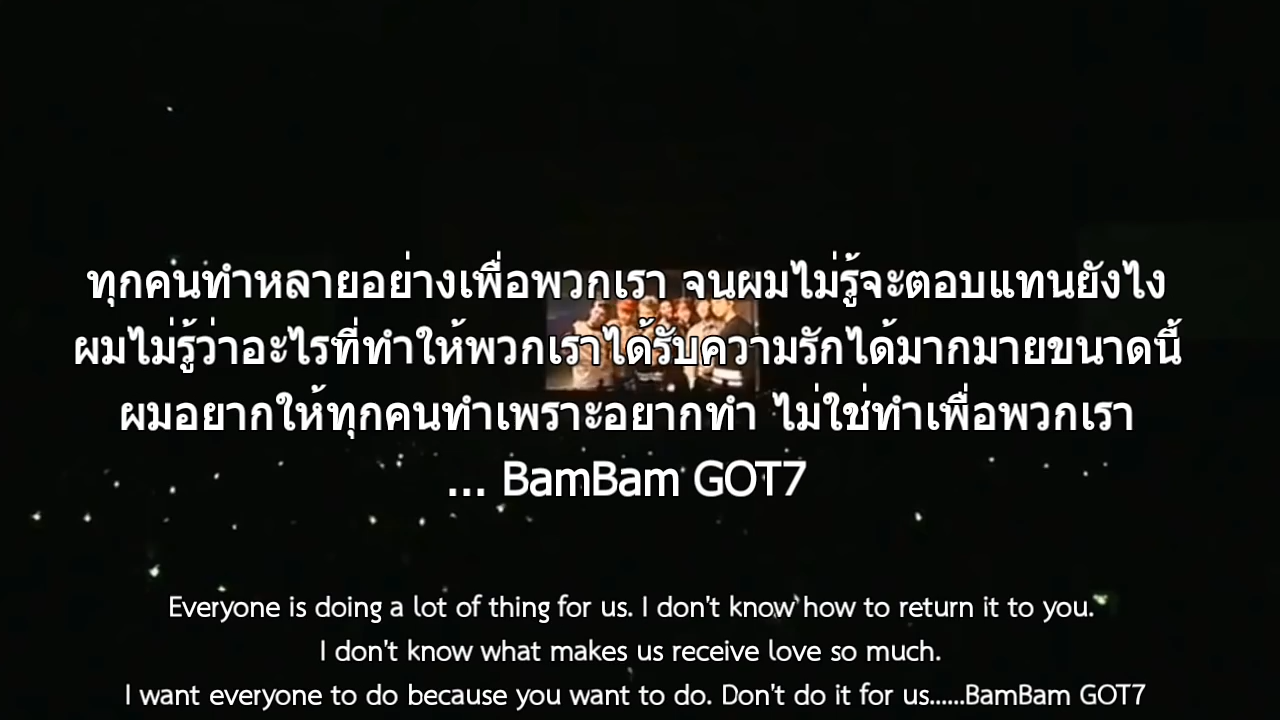 ทุกคนทำหลายอย่างเพื่อพวกเรา จนผมไม่รู้จะตอบแทนยังไง
ผมไม่รู้ว่าอะไรที่ทำให้พวกเราได้รับความรักได้มากมายขนาดนี้
ผมอยากให้ทุกคนทำเพราะอยากทำ ไม่ใช่ทำเพื่อพวกเรา
... BamBam GOT7
Everyone is doing a lot of thing for us. I don't know how to return it to you.
I don't know what makes us receive love so much.
I want everyone to do because you want to do. Don't do it for us......BamBam GOT7